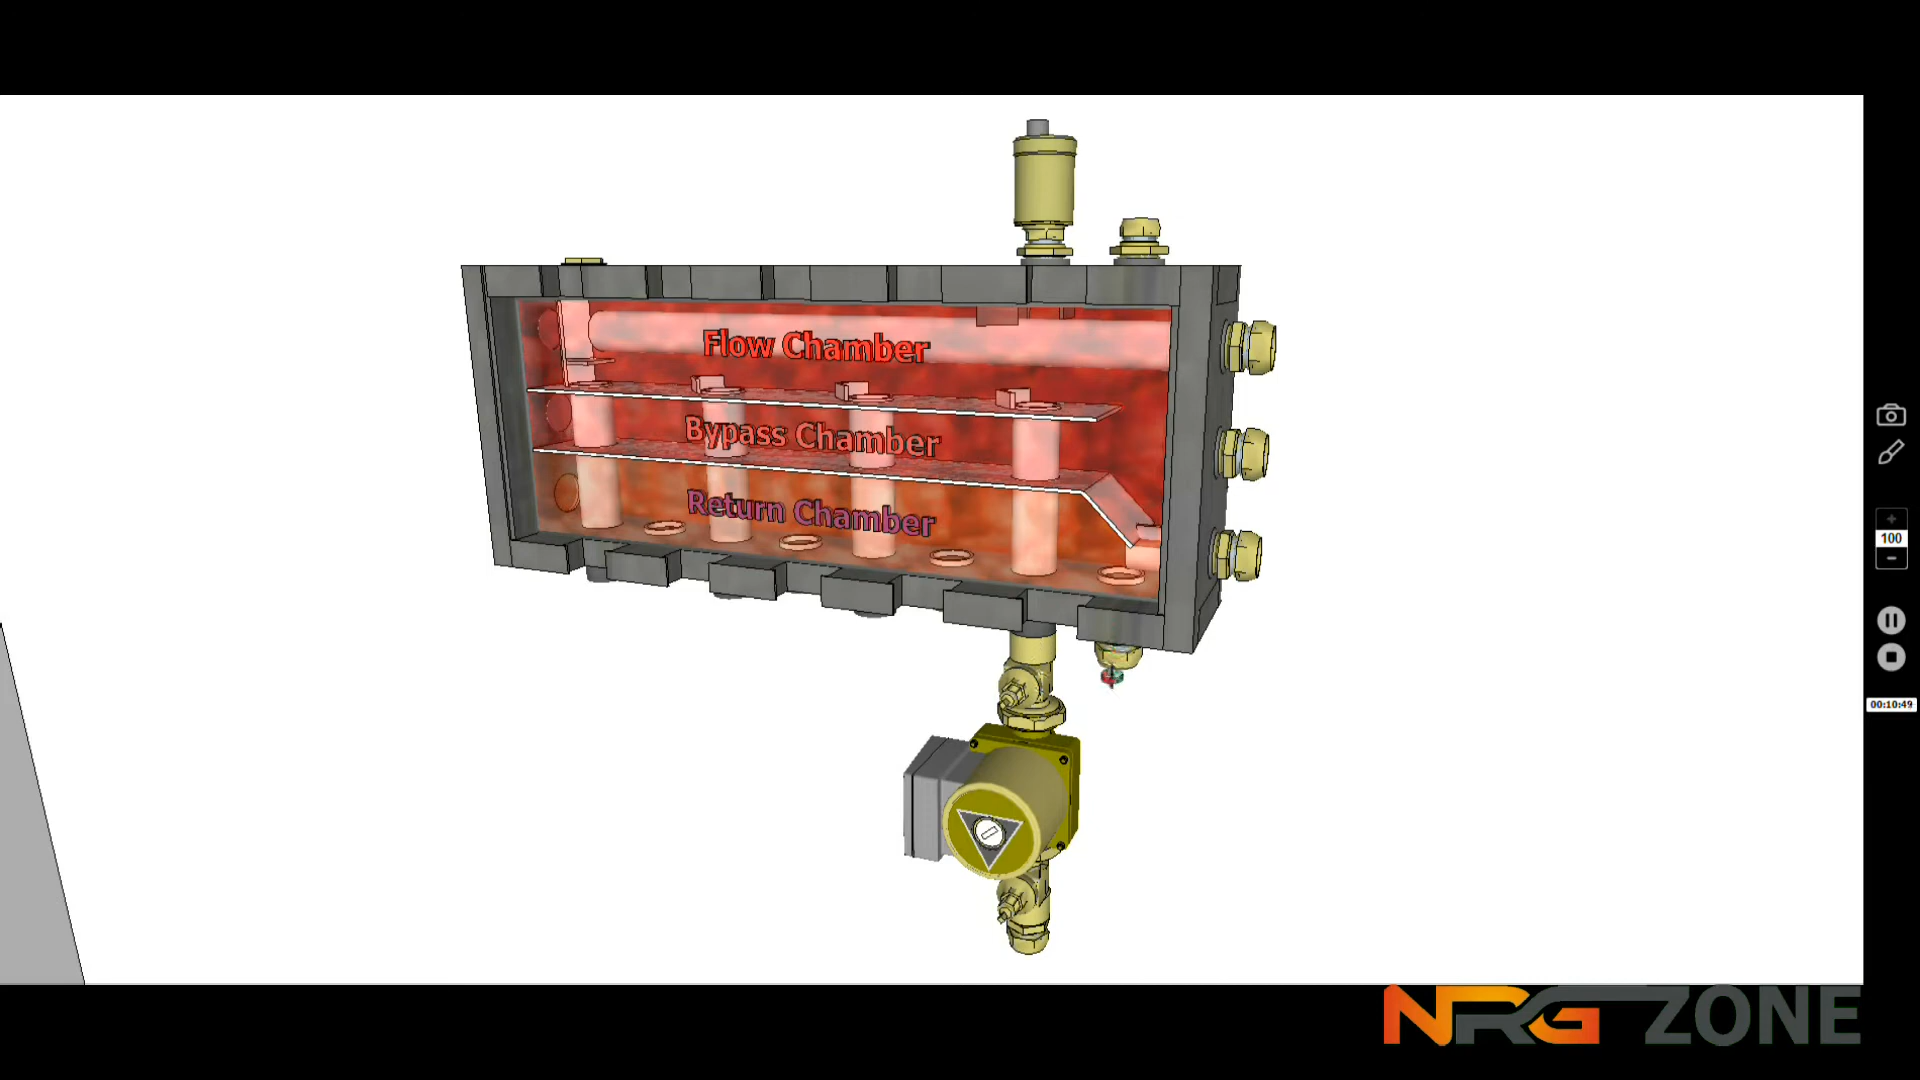 Flow Chamber
Bypass Chamber
Return Chamber
+
100
-
00:10:49
NRG ZONE